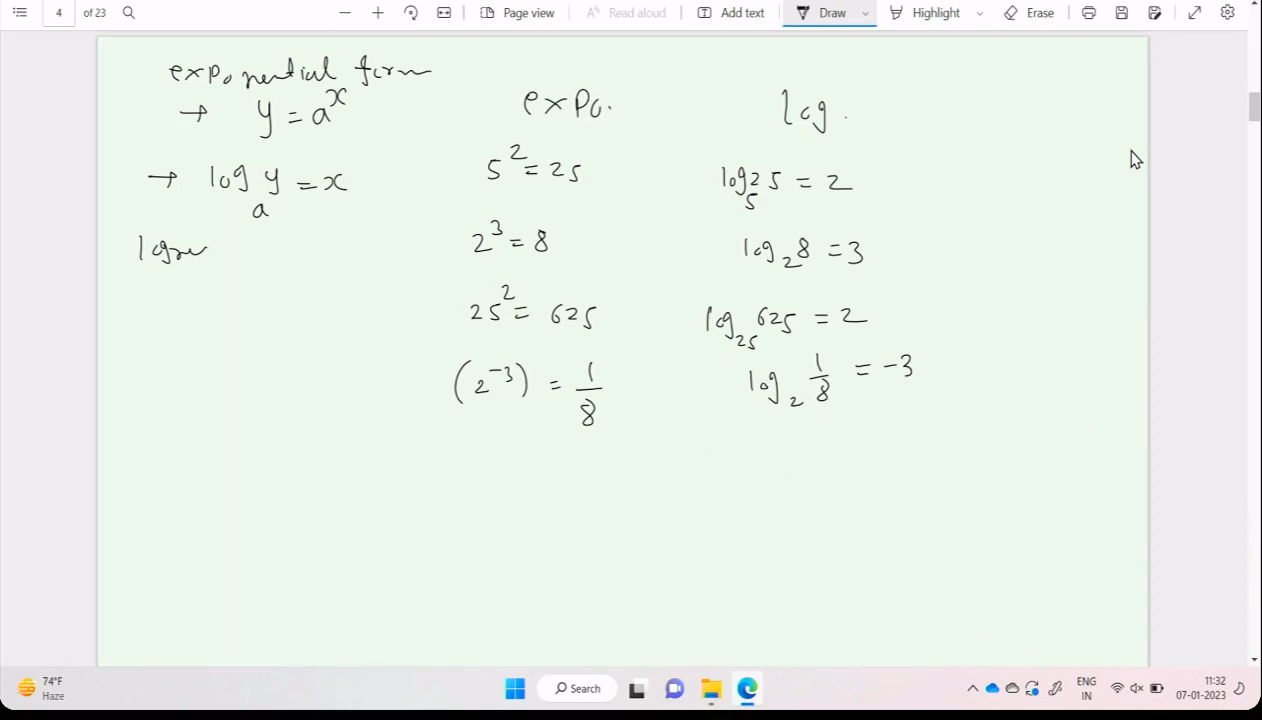 4 of 23 Page view Read aloud Add text Draw Highlight Erase
exponential form
→ y = a^x
expo.
log.
5^2 = 25
log_5 25 = 2
→ log_a y = x
2^3 = 8
log_2 8 = 3
25^2 = 625
log_25 625 = 2
(2^-3) = 1/8
log_2 1/8 = -3
74°F
Haze
Search
ENG
IN
11:32
07-01-2023